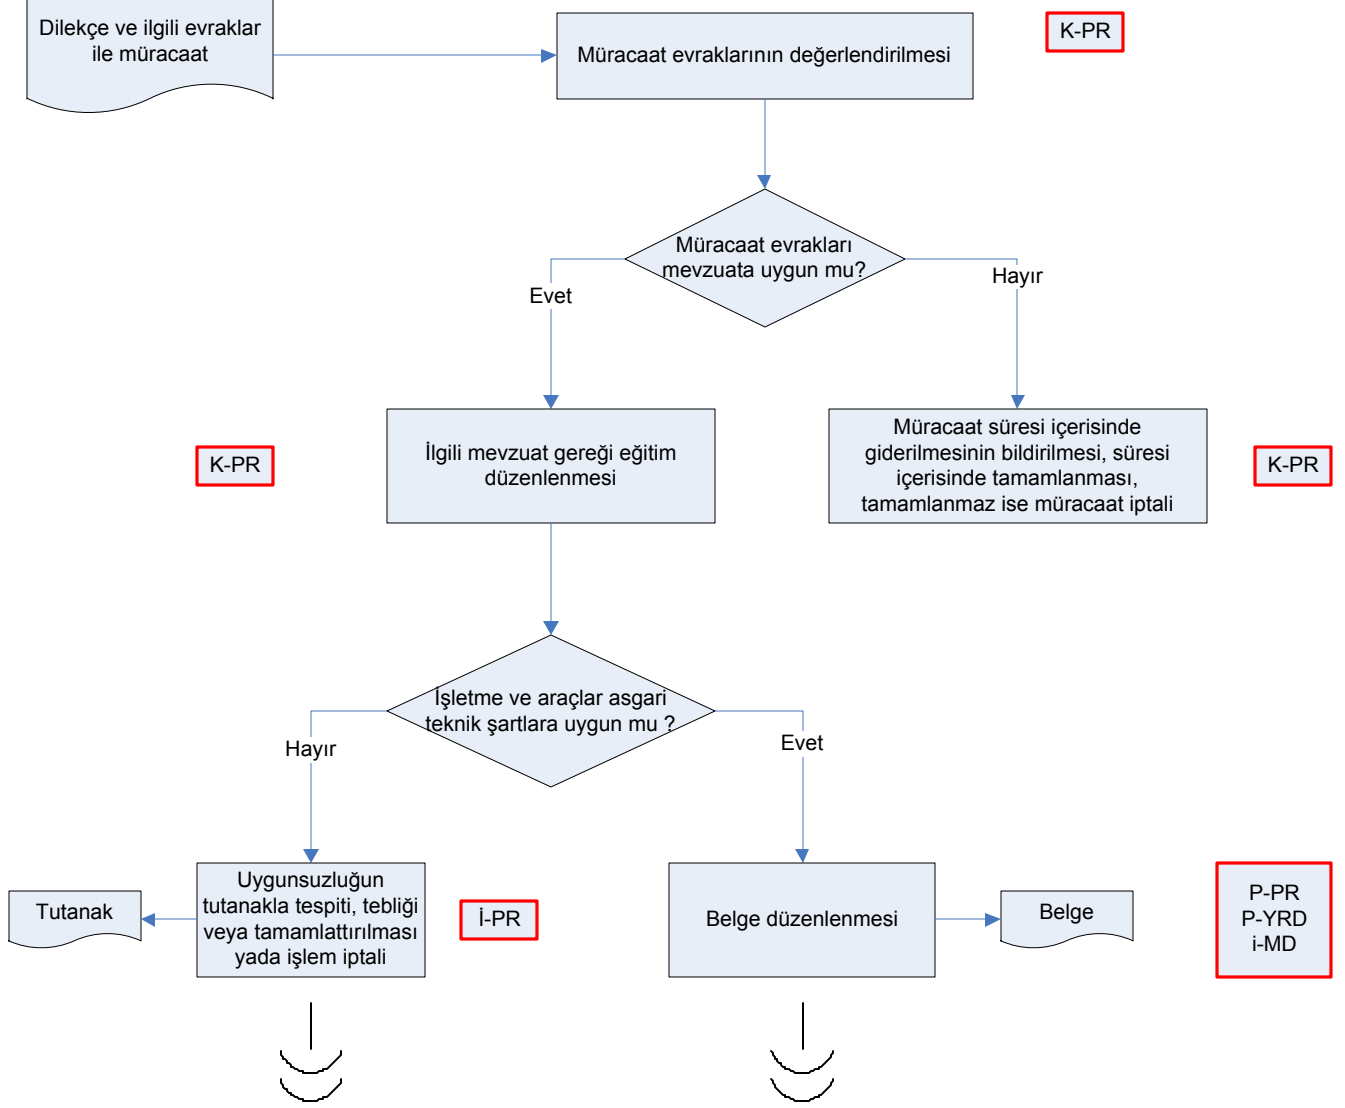 Dilekçe ve ilgili evraklar
ile müracaat
Müracaat evraklarının değerlendirilmesi
K-PR
Müracaat evrakları
mevzuata uygun mu?
Evet
Hayır
K-PR
İlgili mevzuat gereği eğitim
düzenlenmesi
Müracaat süresi içerisinde
giderilmesinin bildirilmesi, süresi
içerisinde tamamlanması,
tamamlanmaz ise müracaat iptali
K-PR
İşletme ve araçlar asgari
teknik şartlara uygun mu ?
Hayır
Evet
Tutanak
Uygunsuzluğun
tutanakla tespiti, tebliği
veya tamamlattırılması
yada işlem iptali
İ-PR
Belge düzenlenmesi
Belge
P-PR
P-YRD
i-MD